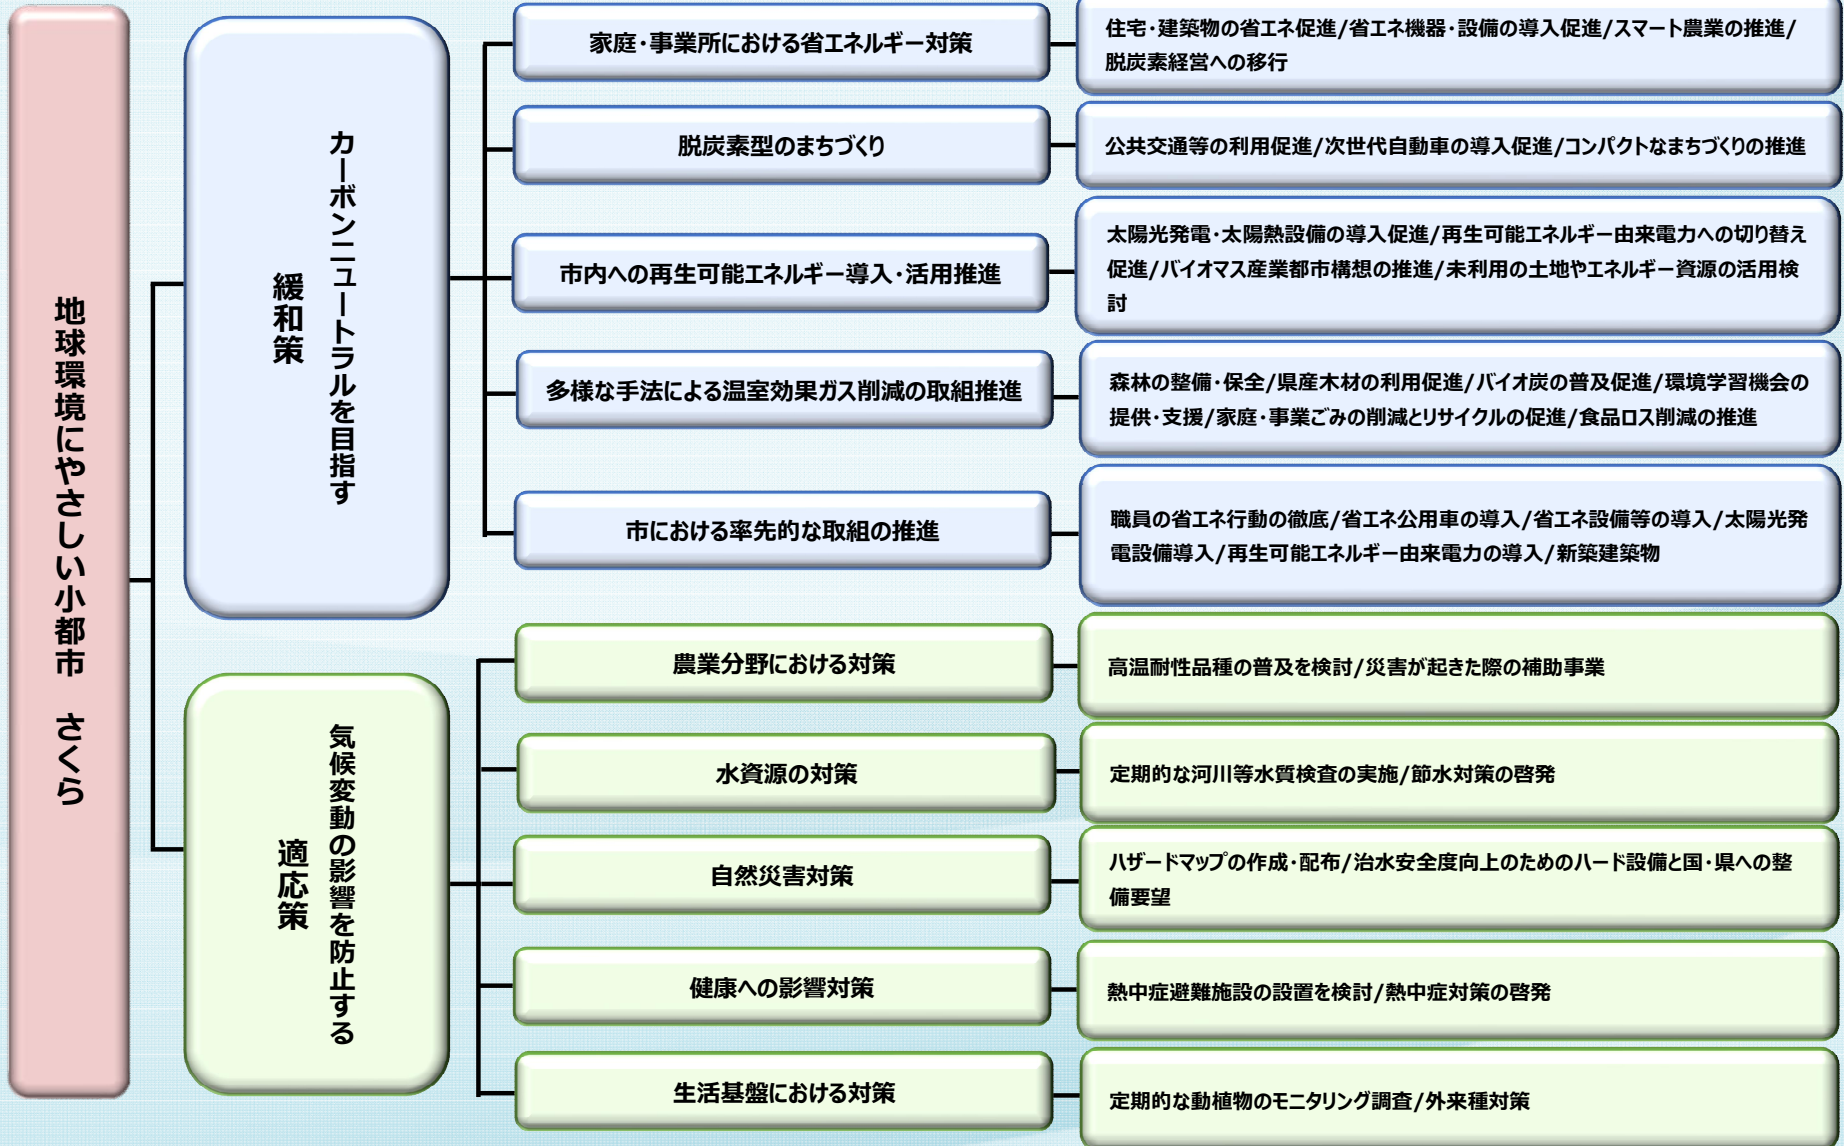 地球環境にやさしい小都市　さくら
カーボンニュートラルを目指す
緩和策
家庭・事業所における省エネルギー対策
住宅・建築物の省エネ促進/省エネ機器・設備の導入促進/スマート農業の推進/
脱炭素経営への移行
脱炭素型のまちづくり
公共交通等の利用促進/次世代自動車の導入促進/コンパクトなまちづくりの推進
市内への再生可能エネルギー導入・活用推進
太陽光発電・太陽熱設備の導入促進/再生可能エネルギー由来電力への切り替え
促進/バイオマス産業都市構想の推進/未利用の土地やエネルギー資源の活用検
討
多様な手法による温室効果ガス削減の取組推進
森林の整備・保全/県産木材の利用促進/バイオ炭の普及促進/環境学習機会の
提供・支援/家庭・事業ごみの削減とリサイクルの促進/食品ロス削減の推進
市における率先的な取組の推進
職員の省エネ行動の徹底/省エネ公用車の導入/省エネ設備等の導入/太陽光発
電設備導入/再生可能エネルギー由来電力の導入/新築建築物
気候変動の影響を防止する
適応策
農業分野における対策
高温耐性品種の普及を検討/災害が起きた際の補助事業
水資源の対策
定期的な河川等水質検査の実施/節水対策の啓発
自然災害対策
ハザードマップの作成・配布/治水安全度向上のためのハード設備と国・県への整
備要望
健康への影響対策
熱中症避難施設の設置を検討/熱中症対策の啓発
生活基盤における対策
定期的な動植物のモニタリング調査/外来種対策